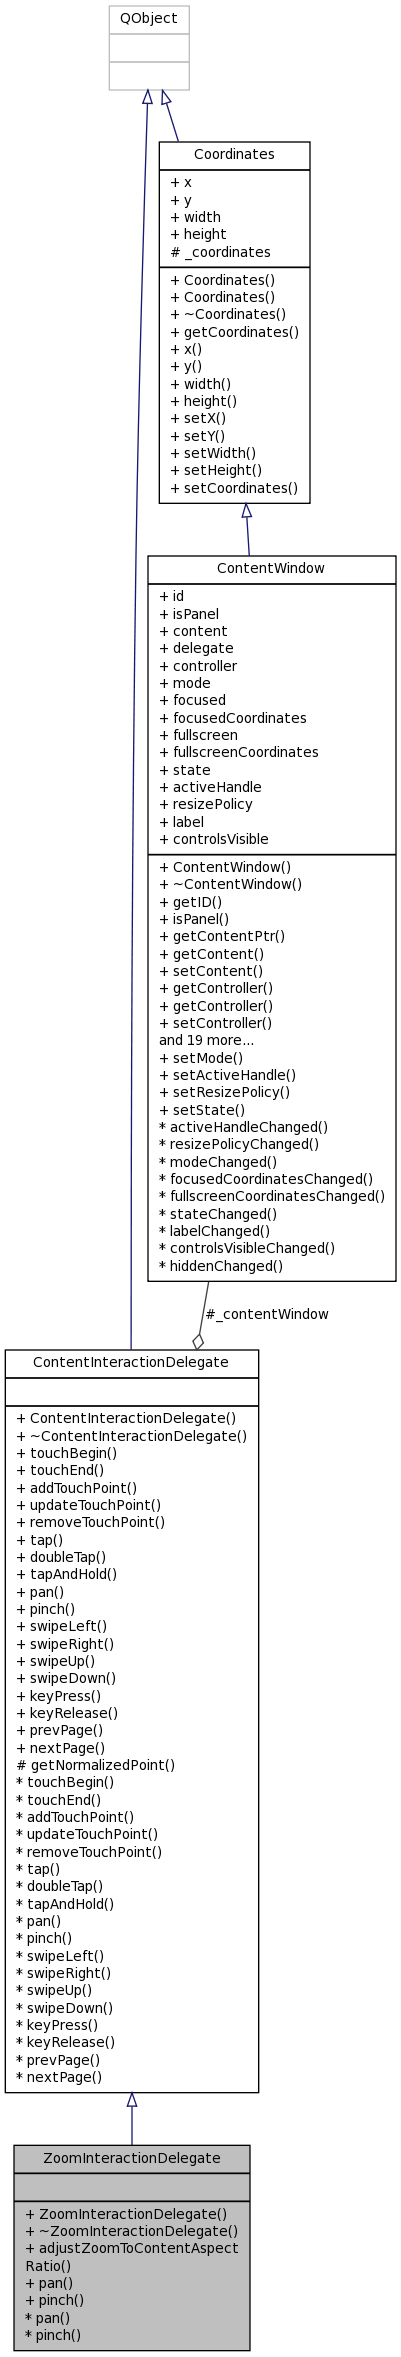 QObject
Coordinates
+ x
+ y
+ width
+ height
# _coordinates
+ Coordinates()
+ Coordinates()
+ ~Coordinates()
+ getCoordinates()
+ x()
+ y()
+ width()
+ height()
+ setX()
+ setY()
+ setWidth()
+ setHeight()
+ setCoordinates()
ContentWindow
+ id
+ isPanel
+ content
+ delegate
+ controller
+ mode
+ focused
+ focusedCoordinates
+ fullscreen
+ fullscreenCoordinates
+ state
+ activeHandle
+ resizePolicy
+ label
+ controlsVisible
+ ContentWindow()
+ ~ContentWindow()
+ getID()
+ isPanel()
+ getContentPtr()
+ getContent()
+ setContent()
+ getController()
+ getController()
+ setController()
and 19 more...
+ setMode()
+ setActiveHandle()
+ setResizePolicy()
+ setState()
* activeHandleChanged()
* resizePolicyChanged()
* modeChanged()
* focusedCoordinatesChanged()
* fullscreenCoordinatesChanged()
* stateChanged()
* labelChanged()
* controlsVisibleChanged()
* hiddenChanged()
#_contentWindow
ContentInteractionDelegate
+ ContentInteractionDelegate()
+ ~ContentInteractionDelegate()
+ touchBegin()
+ touchEnd()
+ addTouchPoint()
+ updateTouchPoint()
+ removeTouchPoint()
+ tap()
+ doubleTap()
+ tapAndHold()
+ pan()
+ pinch()
+ swipeLeft()
+ swipeRight()
+ swipeUp()
+ swipeDown()
+ keyPress()
+ keyRelease()
+ prevPage()
+ nextPage()
# getNormalizedPoint()
* touchBegin()
* touchEnd()
* addTouchPoint()
* updateTouchPoint()
* removeTouchPoint()
* tap()
* doubleTap()
* tapAndHold()
* pan()
* pinch()
* swipeLeft()
* swipeRight()
* swipeUp()
* swipeDown()
* keyPress()
* keyRelease()
* prevPage()
* nextPage()
ZoomInteractionDelegate
+ ZoomInteractionDelegate()
+ ~ZoomInteractionDelegate()
+ adjustZoomToContentAspect
Ratio()
+ pan()
+ pinch()
* pan()
* pinch()